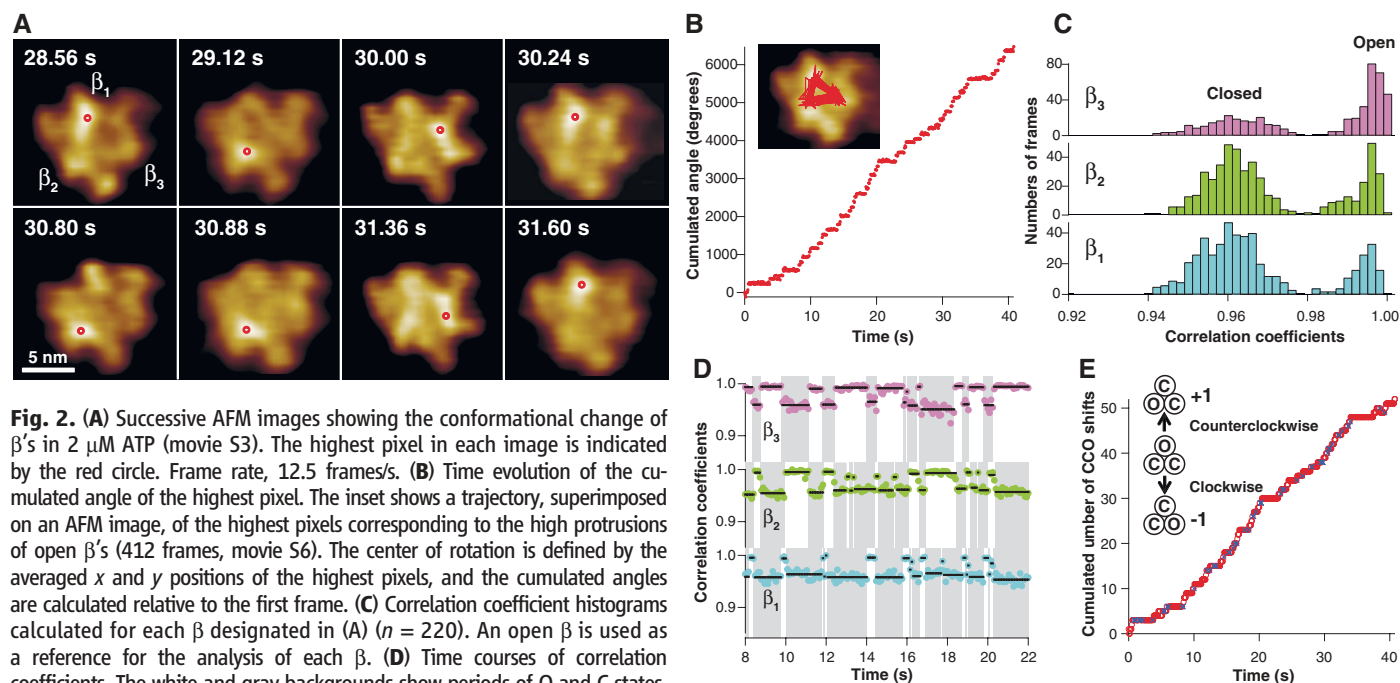 A
28.56 s
29.12 s
30.00 s
30.24 s
β1
β2
β3
30.80 s
30.88 s
31.36 s
31.60 s
5 nm
B
Cumulated angle (degrees)
6000
5000
4000
3000
2000
1000
0
0 10 20 30 40
Time (s)
C
Open
Closed
Numbers of frames
80
40
0
β3
40
0
β2
40
20
0
β1
0.92 0.94 0.96 0.98 1.00
Correlation coefficients
D
Correlation coefficients
1.0
0.9
β3
1.0
0.9
β2
1.0
0.9
β1
8 10 12 14 16 18 20 22
Time (s)
E
Cumulated umber of CCO shifts
50
40
30
20
10
0
C
O C
+1
Counterclockwise
O
C C
Clockwise
C
C O
-1
0 10 20 30 40
Time (s)
Fig. 2. (A) Successive AFM images showing the conformational change of
β's in 2 μM ATP (movie S3). The highest pixel in each image is indicated
by the red circle. Frame rate, 12.5 frames/s. (B) Time evolution of the cu-
mulated angle of the highest pixel. The inset shows a trajectory, superimposed
on an AFM image, of the highest pixels corresponding to the high protrusions
of open β's (412 frames, movie S6). The center of rotation is defined by the
averaged x and y positions of the highest pixels, and the cumulated angles
are calculated relative to the first frame. (C) Correlation coefficient histograms
calculated for each β designated in (A) (n = 220). An open β is used as
a reference for the analysis of each β. (D) Time courses of correlation
coefficients. The white and gray backgrounds show periods of O and C states,